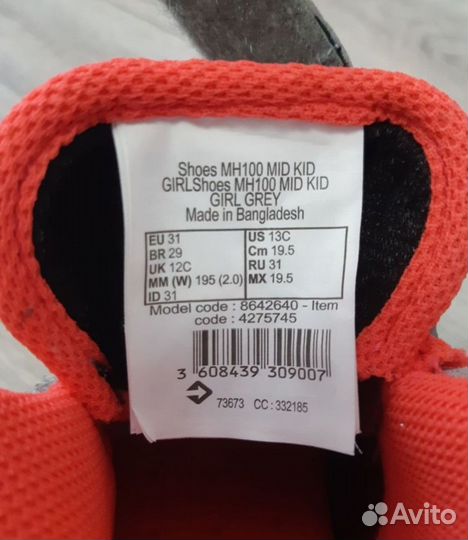 Shoes MH100 MID KID
GIRLShoes MH100 MID KID
GIRL GREY
Made in Bangladesh
EU 31
BR 29
UK 12C
MM (W) 195 (2.0)
ID 31
US 13C
Cm 19.5
RU 31
MX 19.5
Model code : 8642640 - Item
code : 4275745
3 608439 309007
73673 CC : 332185
Avito